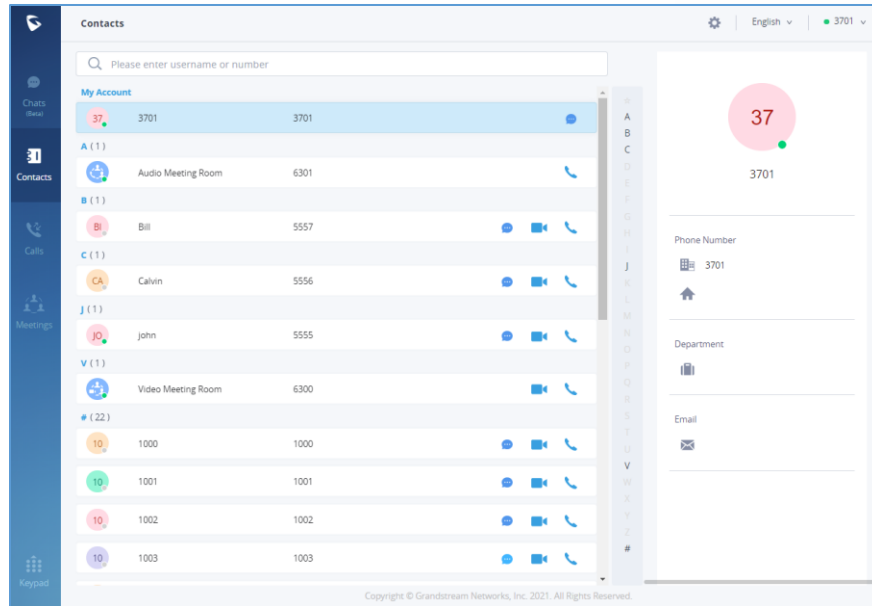 Contacts
English
3701
Chats
(Beta)
Contacts
Calls
Meetings
Keypad
Please enter username or number
My Account
37 3701 3701
A (1)
Audio Meeting Room 6301
B (1)
BI Bill 5557
C (1)
CA Calvin 5556
J (1)
JO john 5555
V (1)
Video Meeting Room 6300
# (22)
10 1000 1000
10 1001 1001
10 1002 1002
10 1003 1003
A
B
C
D
E
F
G
H
I
J
K
L
M
N
O
P
Q
R
S
T
U
V
X
Y
Z
#
37
3701
Phone Number
3701
Department
Email
Copyright © Grandstream Networks, Inc. 2021. All Rights Reserved.